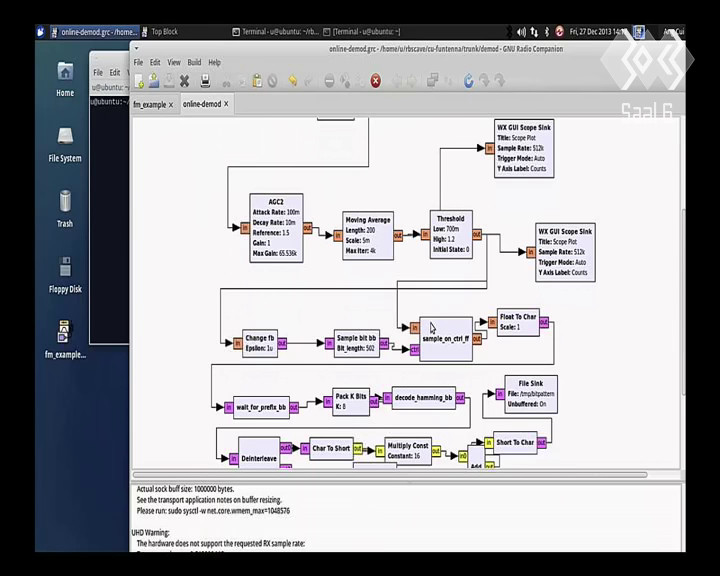 online-demod.grc - /home...
Top Block
Terminal - u@ubuntu: ~/rb...
[Terminal - u@ubuntu: ~]
Fri, 27 Dec 2013 14:
online-demod.grc - /home/u/rbscave/cu-funtenna/trunk/demod - GNU Radio Companion
File Edit
u@ubuntu: ~/
File Edit View Build Help
fm_example x
online-demod x
Saal 6
Home
File System
Trash
Floppy Disk
fm_example...
WX GUI Scope Sink
Title: Scope Plot
Sample Rate: 512k
Trigger Mode: Auto
Y Axis Label: Counts
in
AGC2
Attack Rate: 100m
Decay Rate: 10m
Reference: 1.5
Gain: 1
Max Gain: 65.536k
in
out
Moving Average
Length: 200
Scale: 5m
Max Iter: 4k
in
out
Threshold
Low: 700m
High: 1.2
Initial State: 0
in
out
WX GUI Scope Sink
Title: Scope Plot
Sample Rate: 512k
Trigger Mode: Auto
Y Axis Label: Counts
in
Change fb
Epsilon: 1u
in
out
Sample bit bb
Bit_length: 502
in
out
sample_on_ctrl_ff
in
ctrl
out
Float To Char
Scale: 1
in
out
wait_for_prefix_bb
in
out
Pack K Bits
K: 8
in
out
decode_hamming_bb
in
out
File Sink
File: /tmp/bitpattern
Unbuffered: On
in
Deinterleave
in
out0
Char To Short
in
out
Multiply Const
Constant: 16
in
out
Add
in0
Short To Char
in
out
Actual sock buff size: 1000000 bytes.
See the transport application notes on buffer resizing.
Please run: sudo sysctl -w net.core.wmem_max=1048576
UHD Warning:
The hardware does not support the requested RX sample rate: